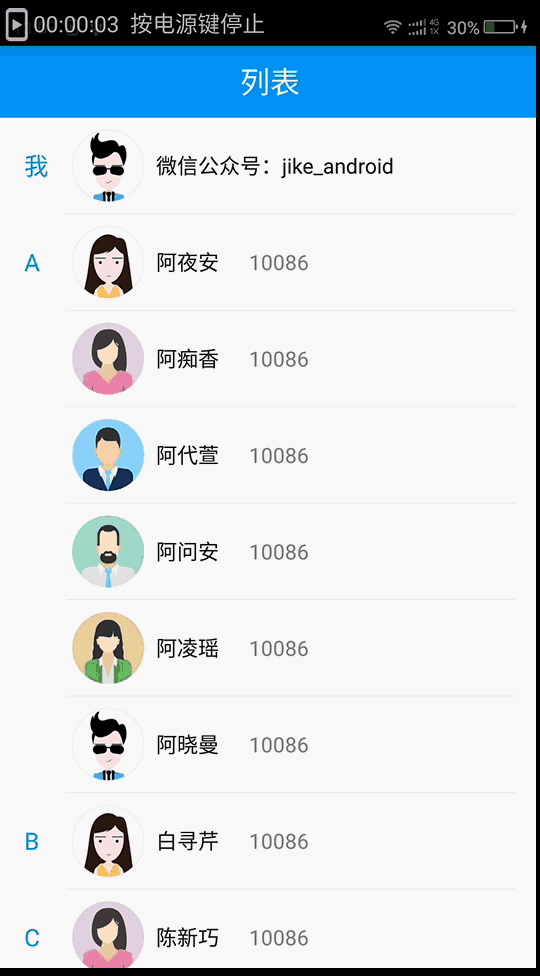 00:00:03 按电源键停止 4G 1X 30%
列表
我 微信公众号：jike_android
A 阿夜安 10086
阿痴香 10086
阿代萱 10086
阿问安 10086
阿凌瑶 10086
阿晓曼 10086
B 白寻芹 10086
C 陈新巧 10086